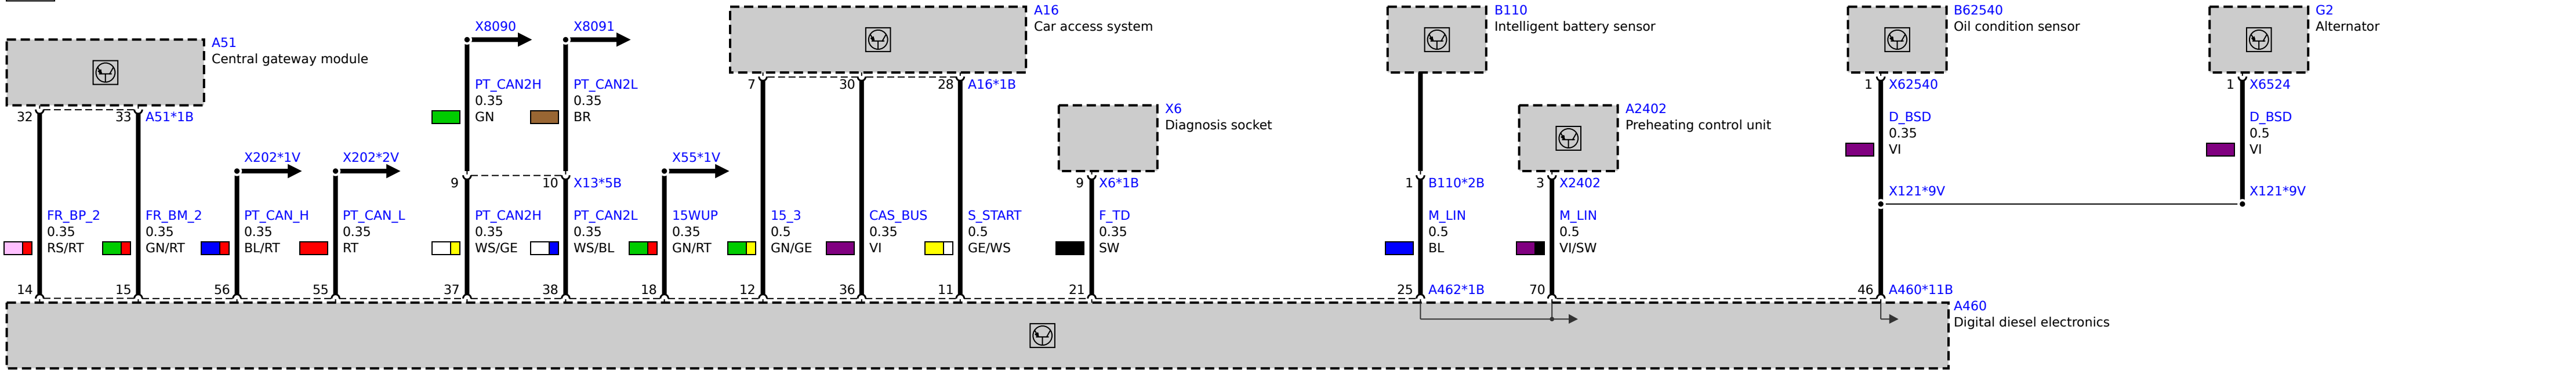 A51
Central gateway module
X8090
X8091
A16
Car access system
B110
Intelligent battery sensor
B62540
Oil condition sensor
G2
Alternator
PT_CAN2H
0.35
GN
PT_CAN2L
0.35
BR
7
30
28
A16*1B
X6
Diagnosis socket
A2402
Preheating control unit
1
X62540
1
X6524
32
33
A51*1B
D_BSD
0.35
VI
D_BSD
0.5
VI
X202*1V
X202*2V
9
10
X13*5B
X55*1V
9
X6*1B
1
B110*2B
3
X2402
X121*9V
X121*9V
FR_BP_2
0.35
RS/RT
FR_BM_2
0.35
GN/RT
PT_CAN_H
0.35
BL/RT
PT_CAN_L
0.35
RT
PT_CAN2H
0.35
WS/GE
PT_CAN2L
0.35
WS/BL
15WUP
0.35
GN/RT
15_3
0.5
GN/GE
CAS_BUS
0.35
VI
S_START
0.5
GE/WS
F_TD
0.35
SW
M_LIN
0.5
BL
M_LIN
0.5
VI/SW
14
15
56
55
37
38
18
12
36
11
21
25
A462*1B
70
46
A460*11B
A460
Digital diesel electronics